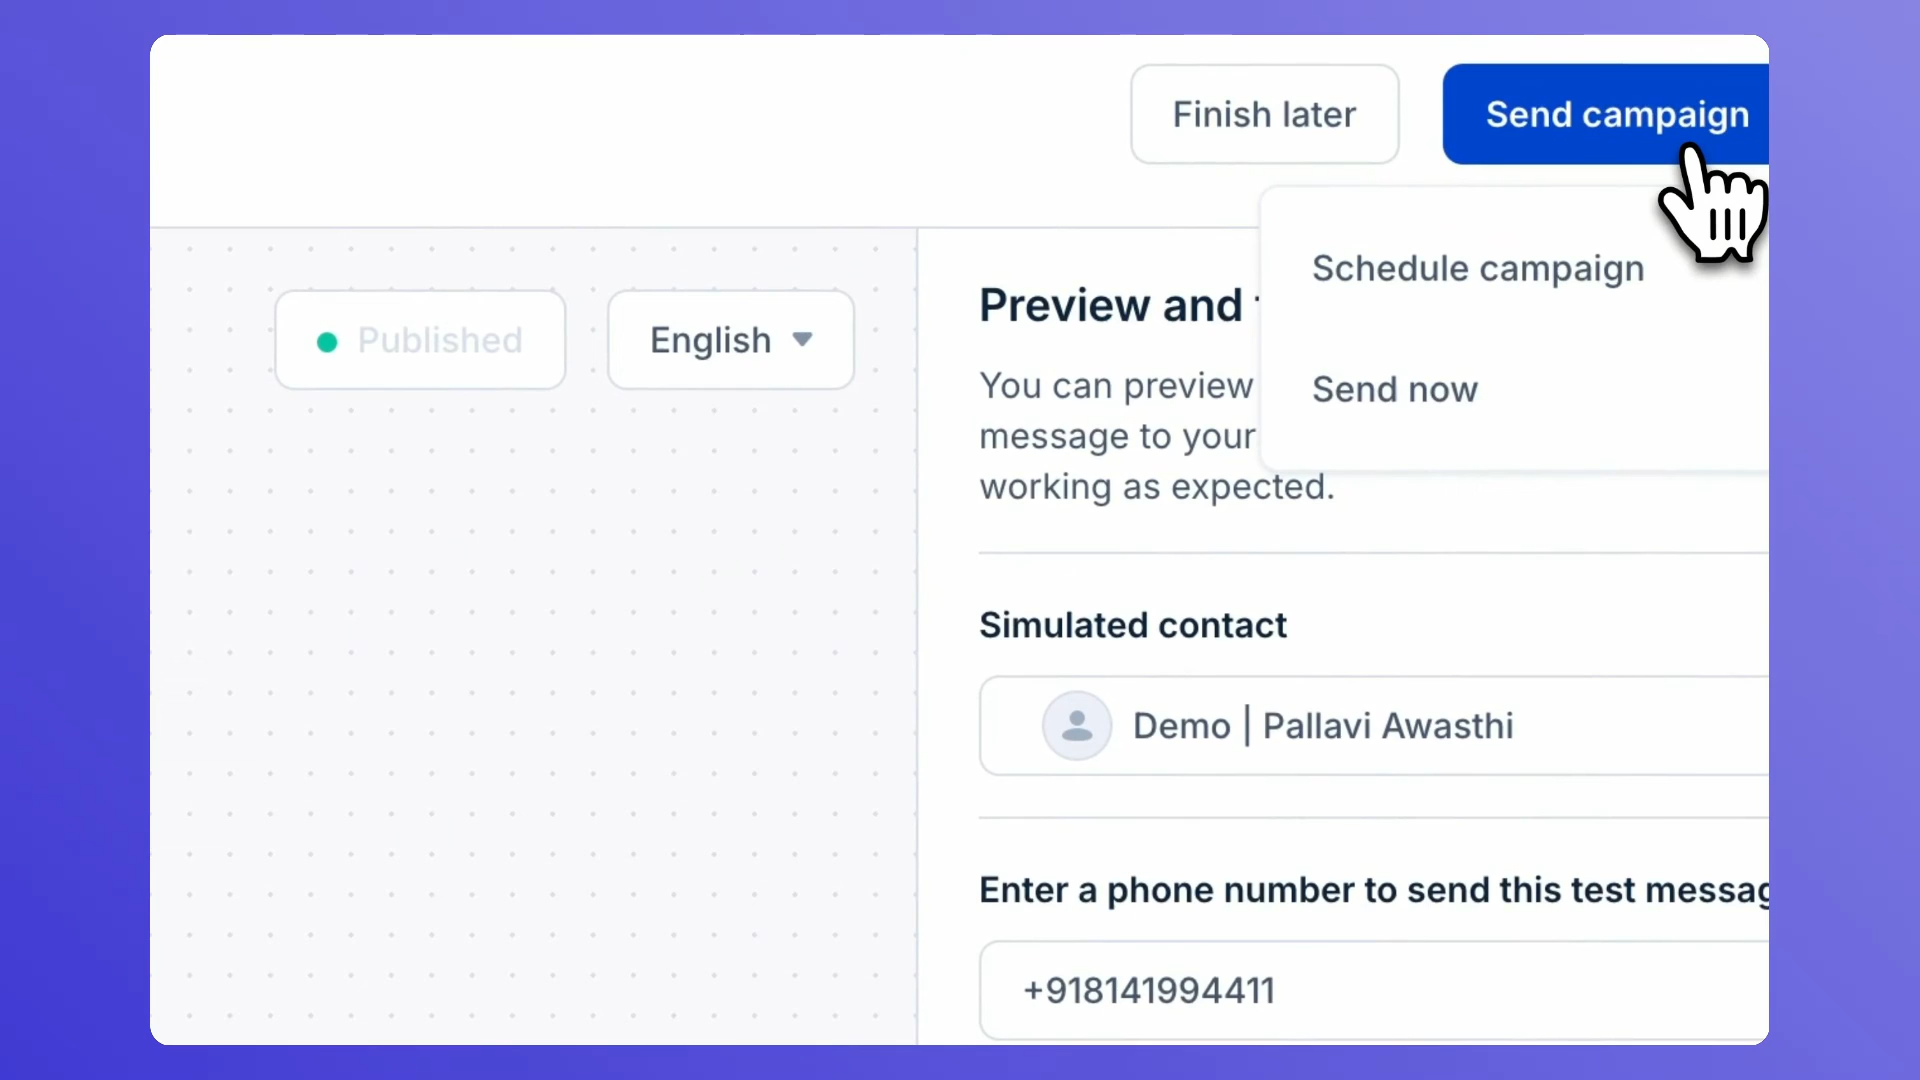 Finish later
Send campaign
Schedule campaign
Send now
Published
English
Preview and
You can preview
message to your
working as expected.
Simulated contact
Demo | Pallavi Awasthi
Enter a phone number to send this test messag
+918141994411